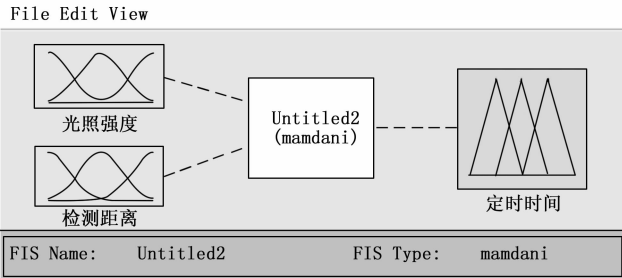 File Edit View
光照强度
Untitled2
(mamdani)
检测距离
定时时间
FIS Name: Untitled2 FIS Type: mamdani